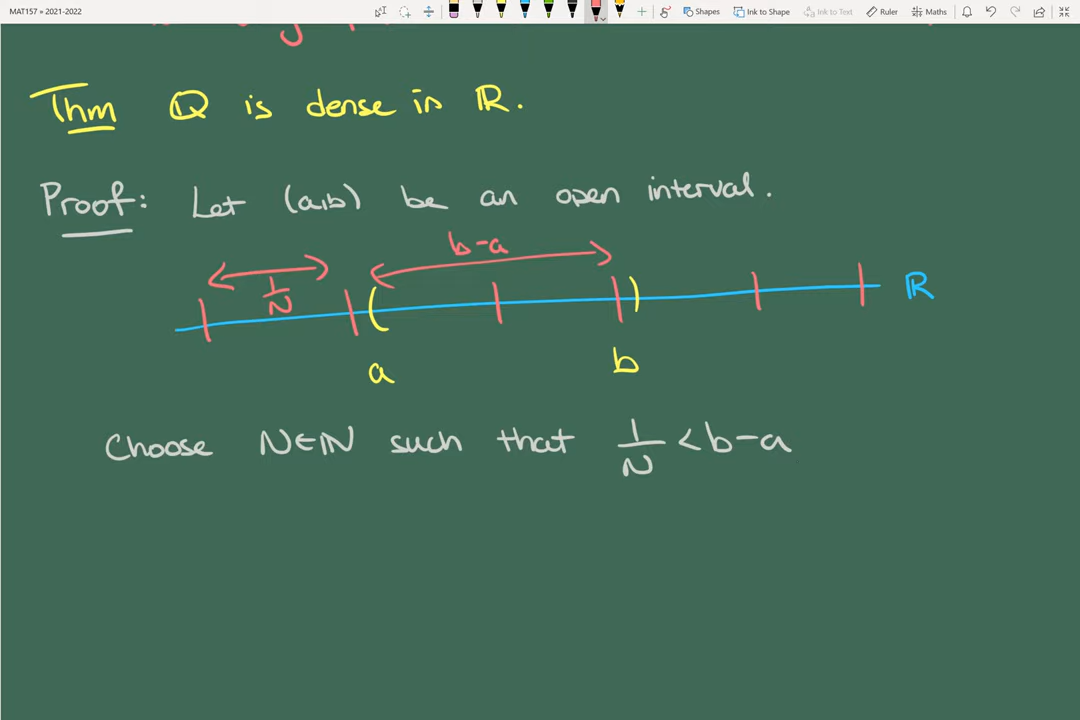 MAT157 » 2021-2022
Shapes Ink to Shape Ink to Text Ruler Maths
Thm ℚ is dense in ℝ.
Proof: Let (a,b) be an open interval.
b-a
1/N
ℝ
a b
Choose N∈ℕ such that 1/N < b-a